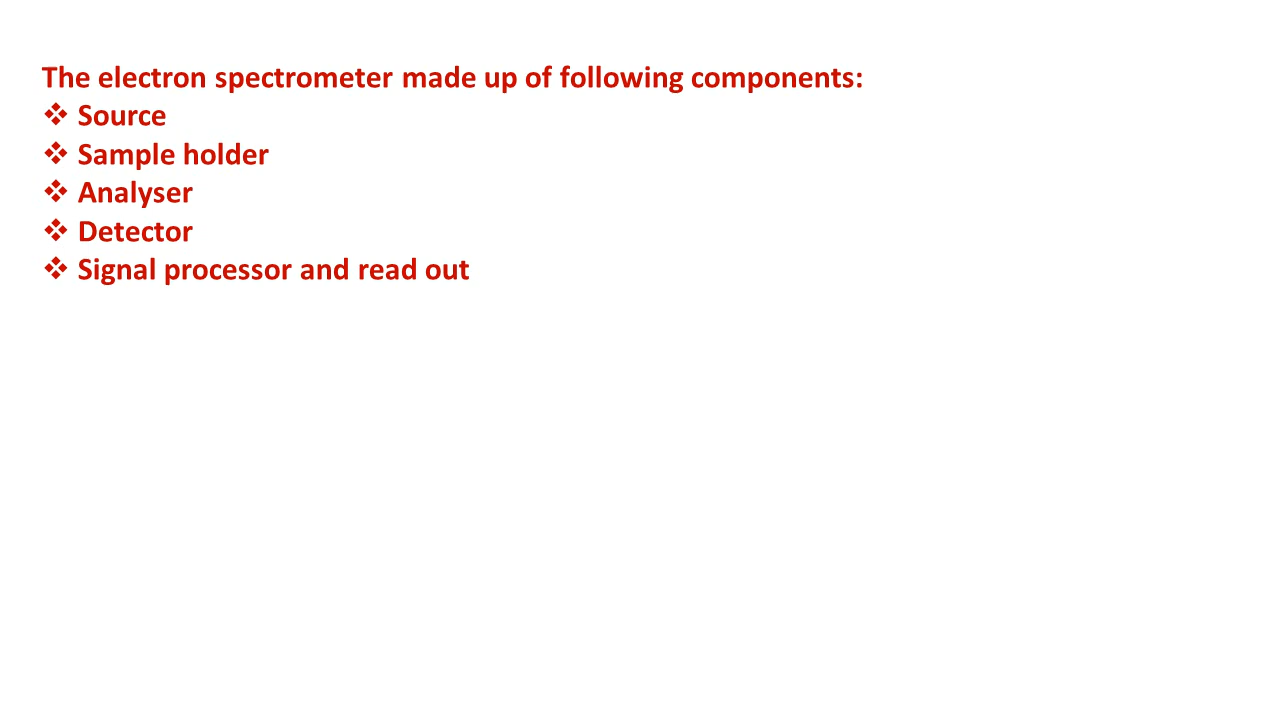 The electron spectrometer made up of following components:
❖ Source
❖ Sample holder
❖ Analyser
❖ Detector
❖ Signal processor and read out